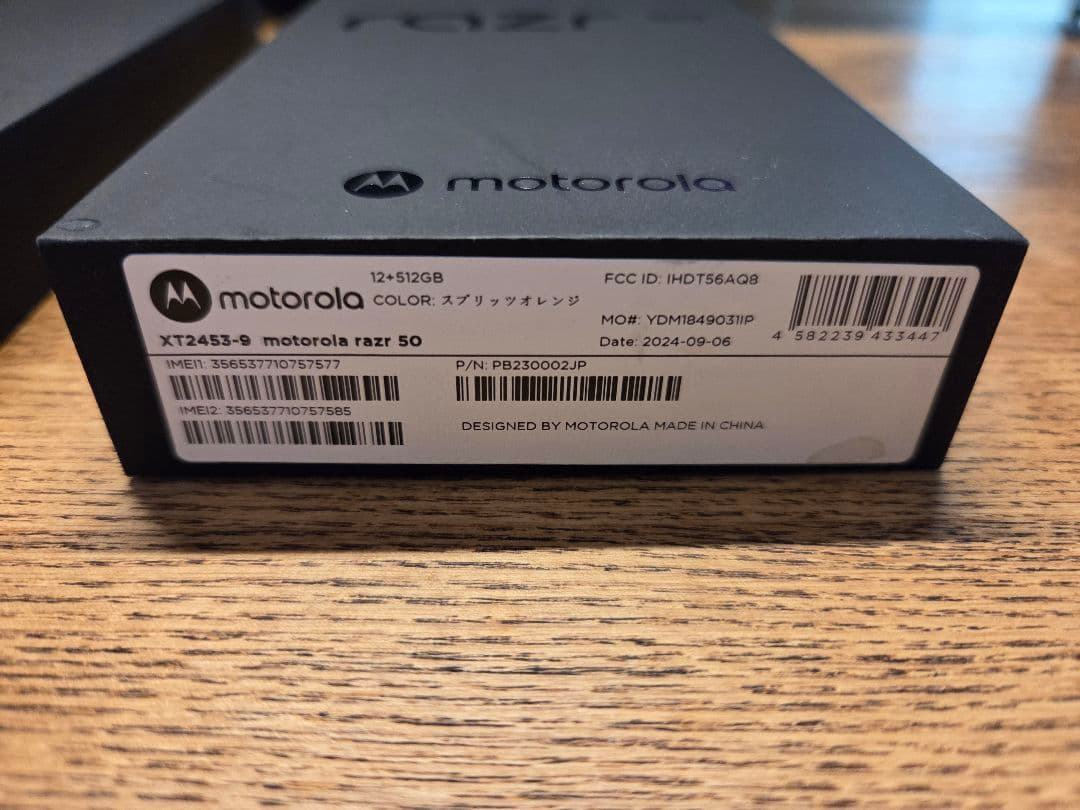 razr
motorola
motorola
12+512GB
COLOR: スプリッツオレンジ
XT2453-9 motorola razr 50
FCC ID: IHDT56AQ8
MO#: YDM1849031IP
Date: 2024-09-06
4 582239 433447
IMEI1: 356537710757577
IMEI2: 356537710757585
P/N: PB230002JP
DESIGNED BY MOTOROLA MADE IN CHINA